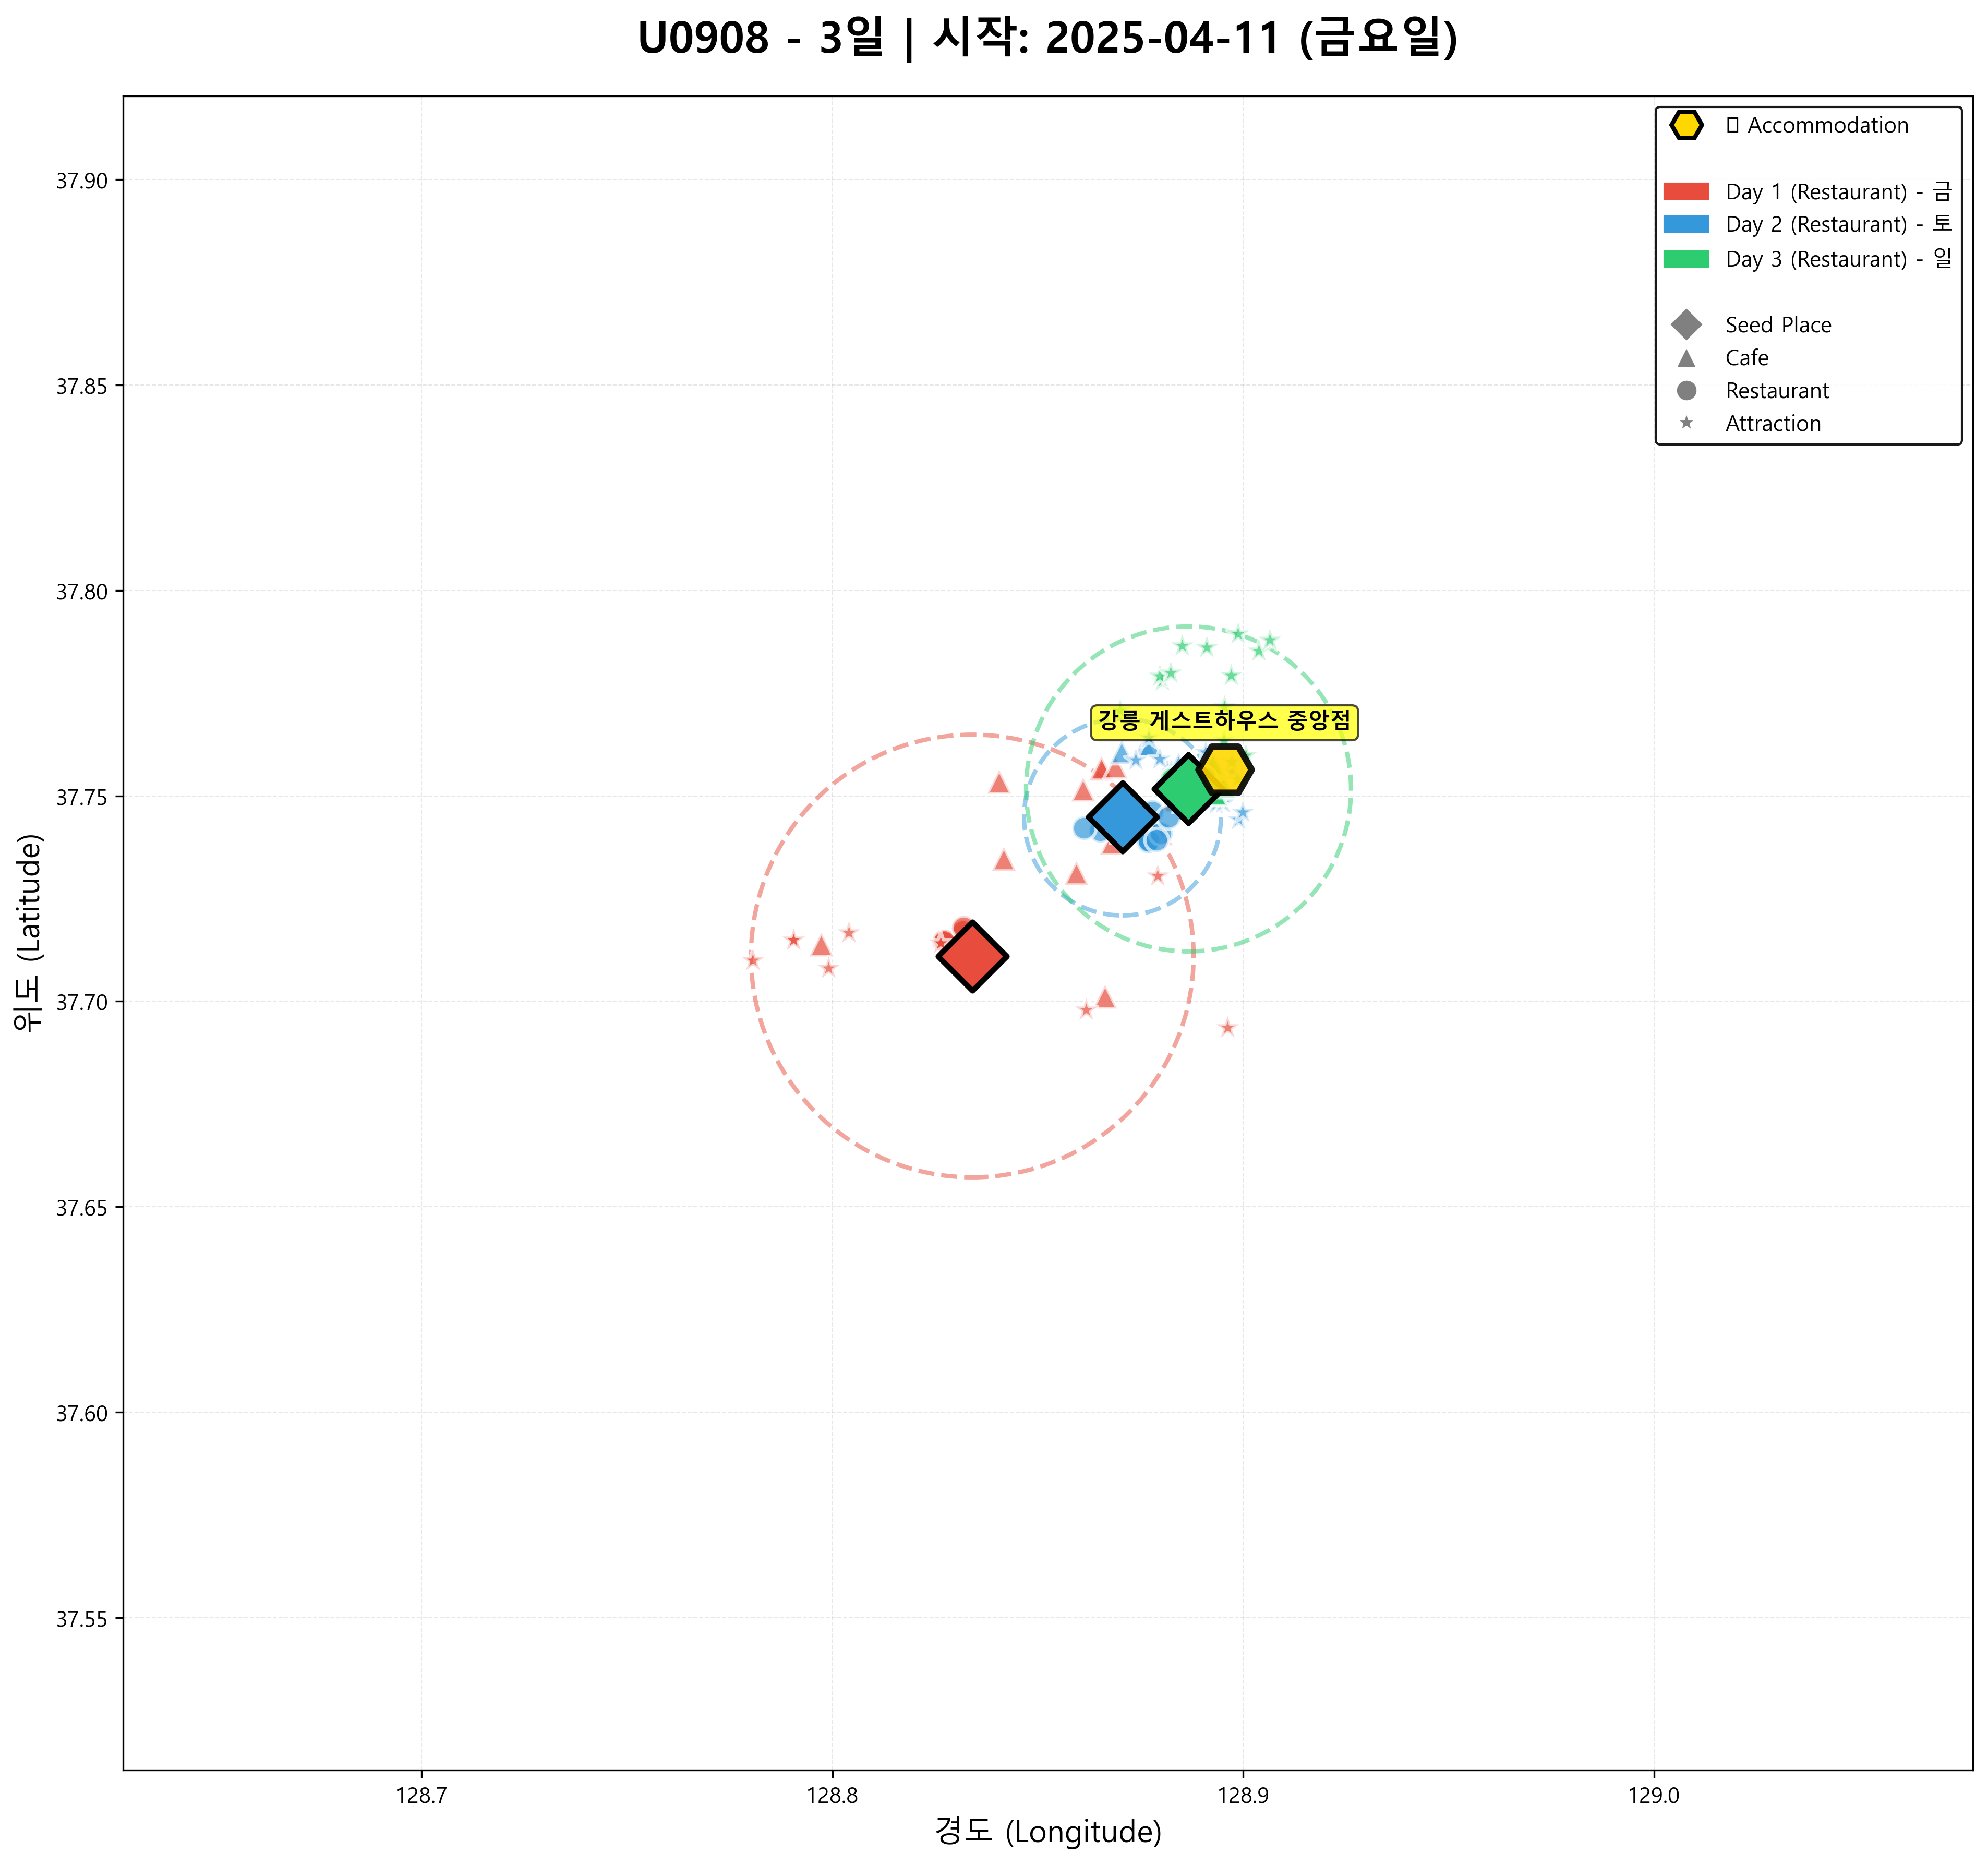 U0908 - 3일 | 시작: 2025-04-11 (금요일)
Accommodation
Day 1 (Restaurant) - 금
Day 2 (Restaurant) - 토
Day 3 (Restaurant) - 일
Seed Place
Cafe
Restaurant
Attraction
37.90
37.85
37.80
37.75
37.70
37.65
37.60
37.55
위도 (Latitude)
강릉 게스트하우스 중앙점
128.7
128.8
128.9
129.0
경도 (Longitude)